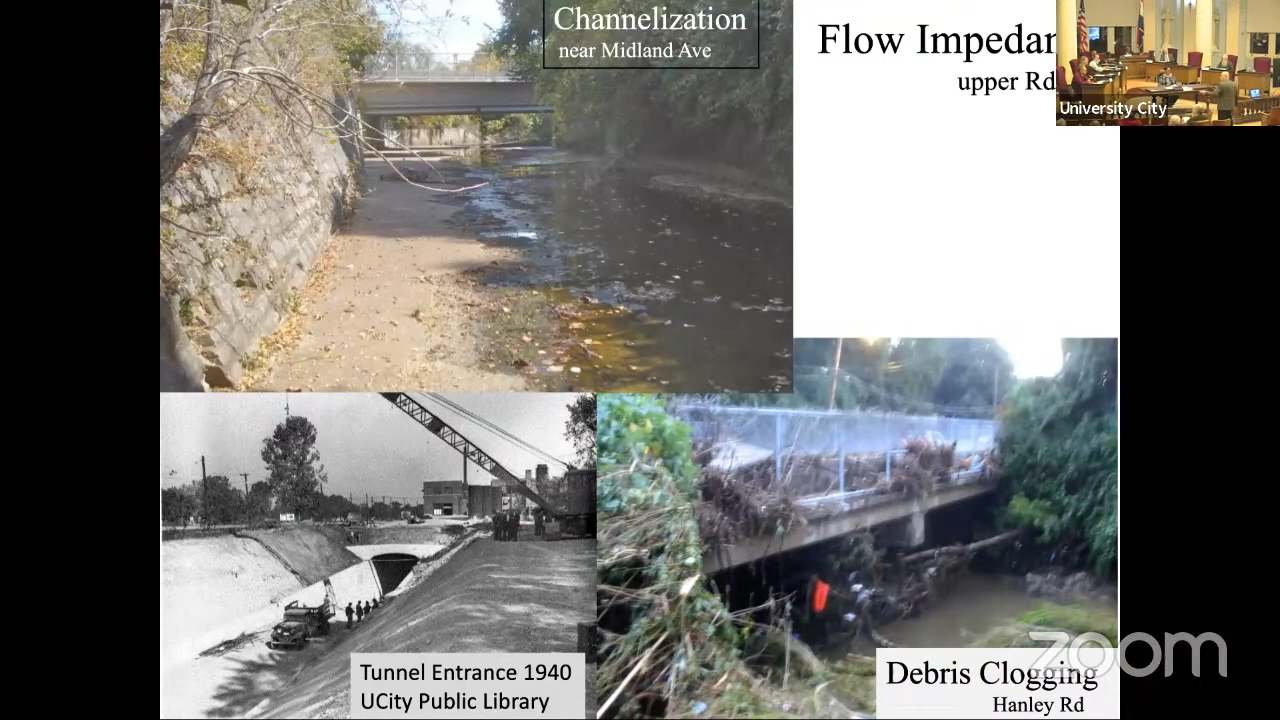 Channelization
near Midland Ave
Flow Impedan
upper Rd
University City
Tunnel Entrance 1940
UCity Public Library
Debris Clogging
Hanley Rd
zoom